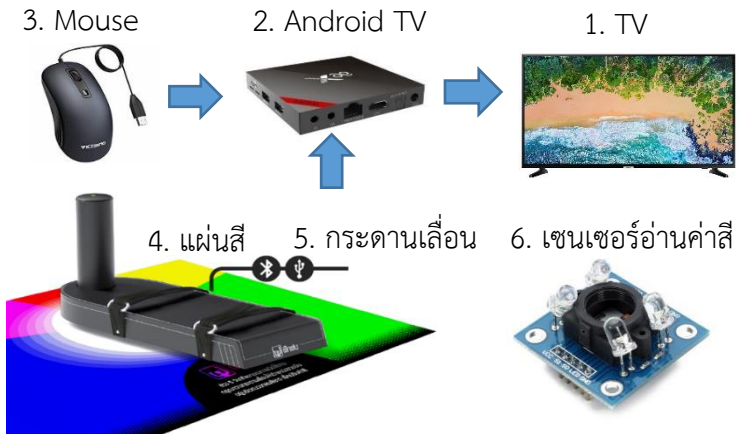 3. Mouse
2. Android TV
1. TV
4. แผ่นสี
5. กระดานเลื่อน
6. เซนเซอร์อ่านค่าสี